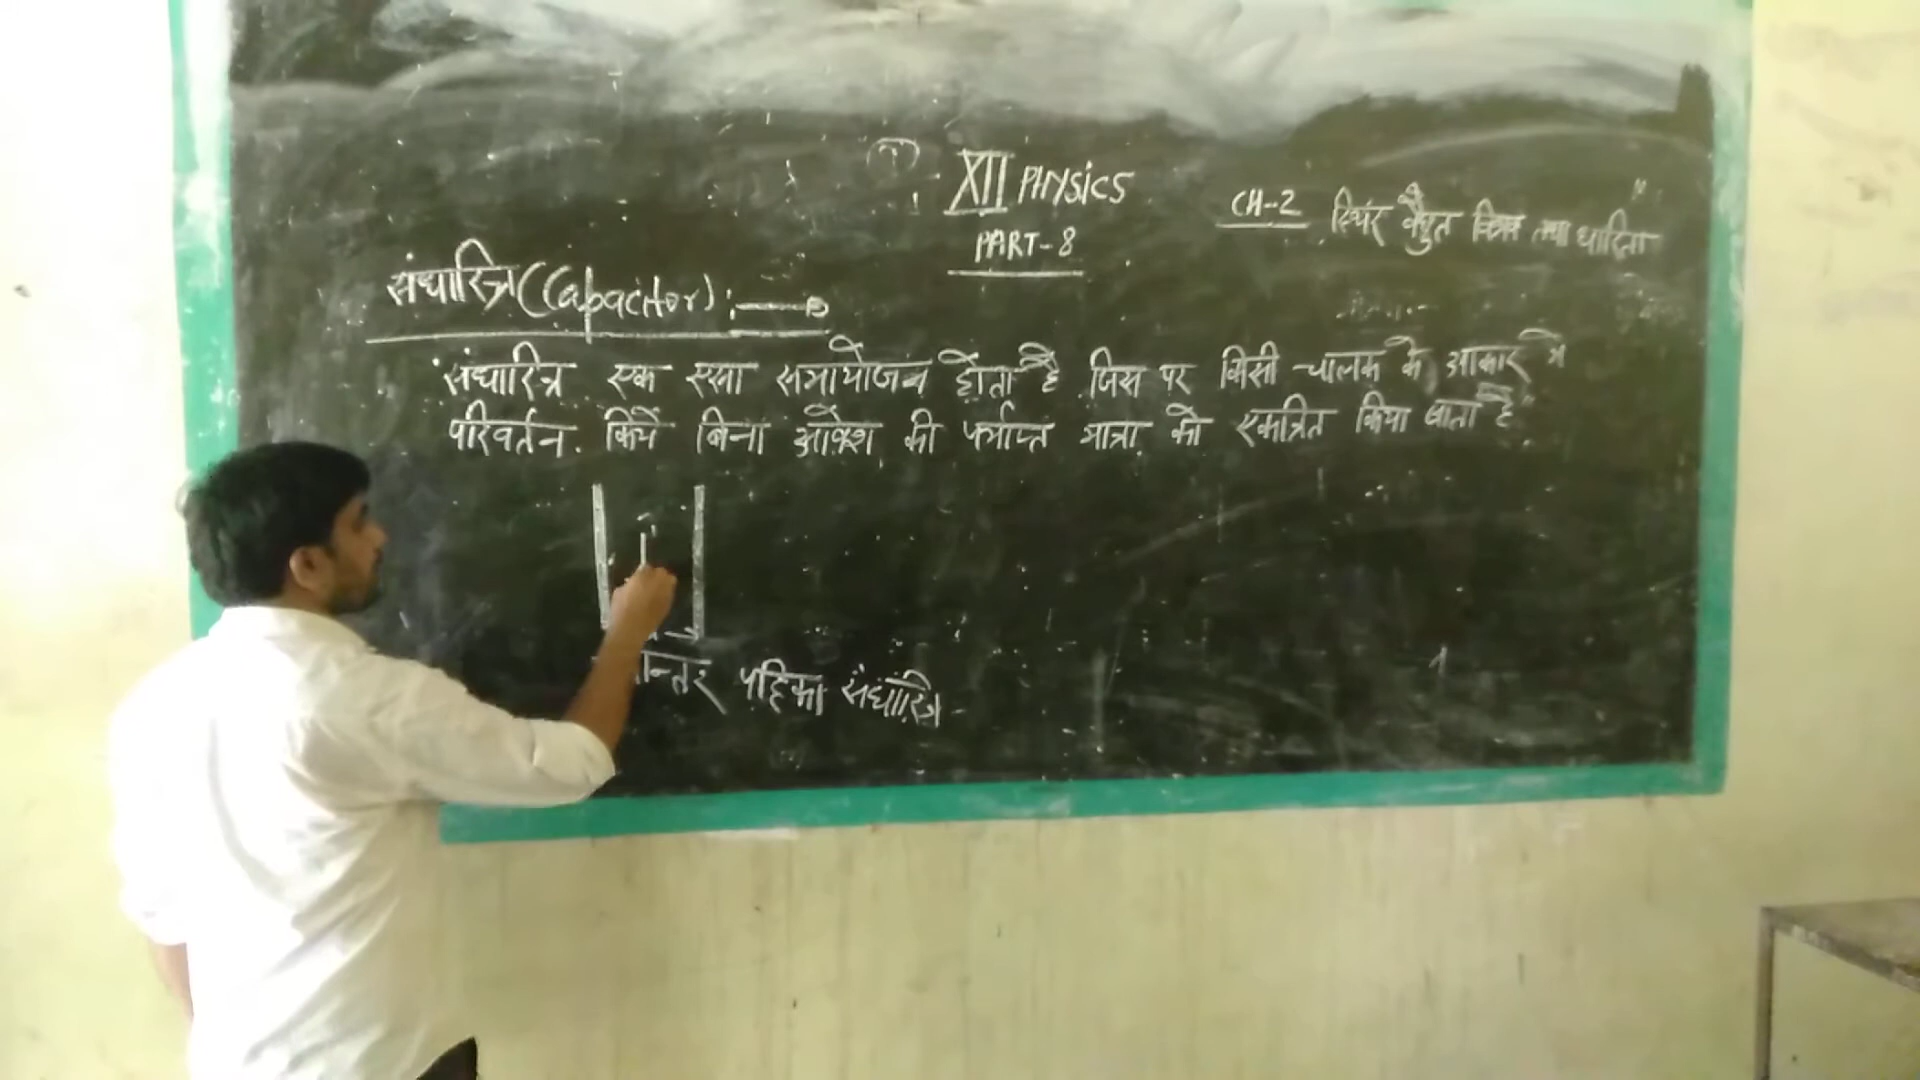 XII PHYSICS
PART-8
CH-2 स्थिर वैधुत विभव तथा धारिता
संधारित्र (Capacitor) :
संधारित्र एक एसा समायोजन होता है जिस पर किसी चालक के आकार मे
परिवर्तन किये बिना आवेश की पर्याप्त मात्रा को एकत्रित किया जाता है"
पट्टिका संधारित्र